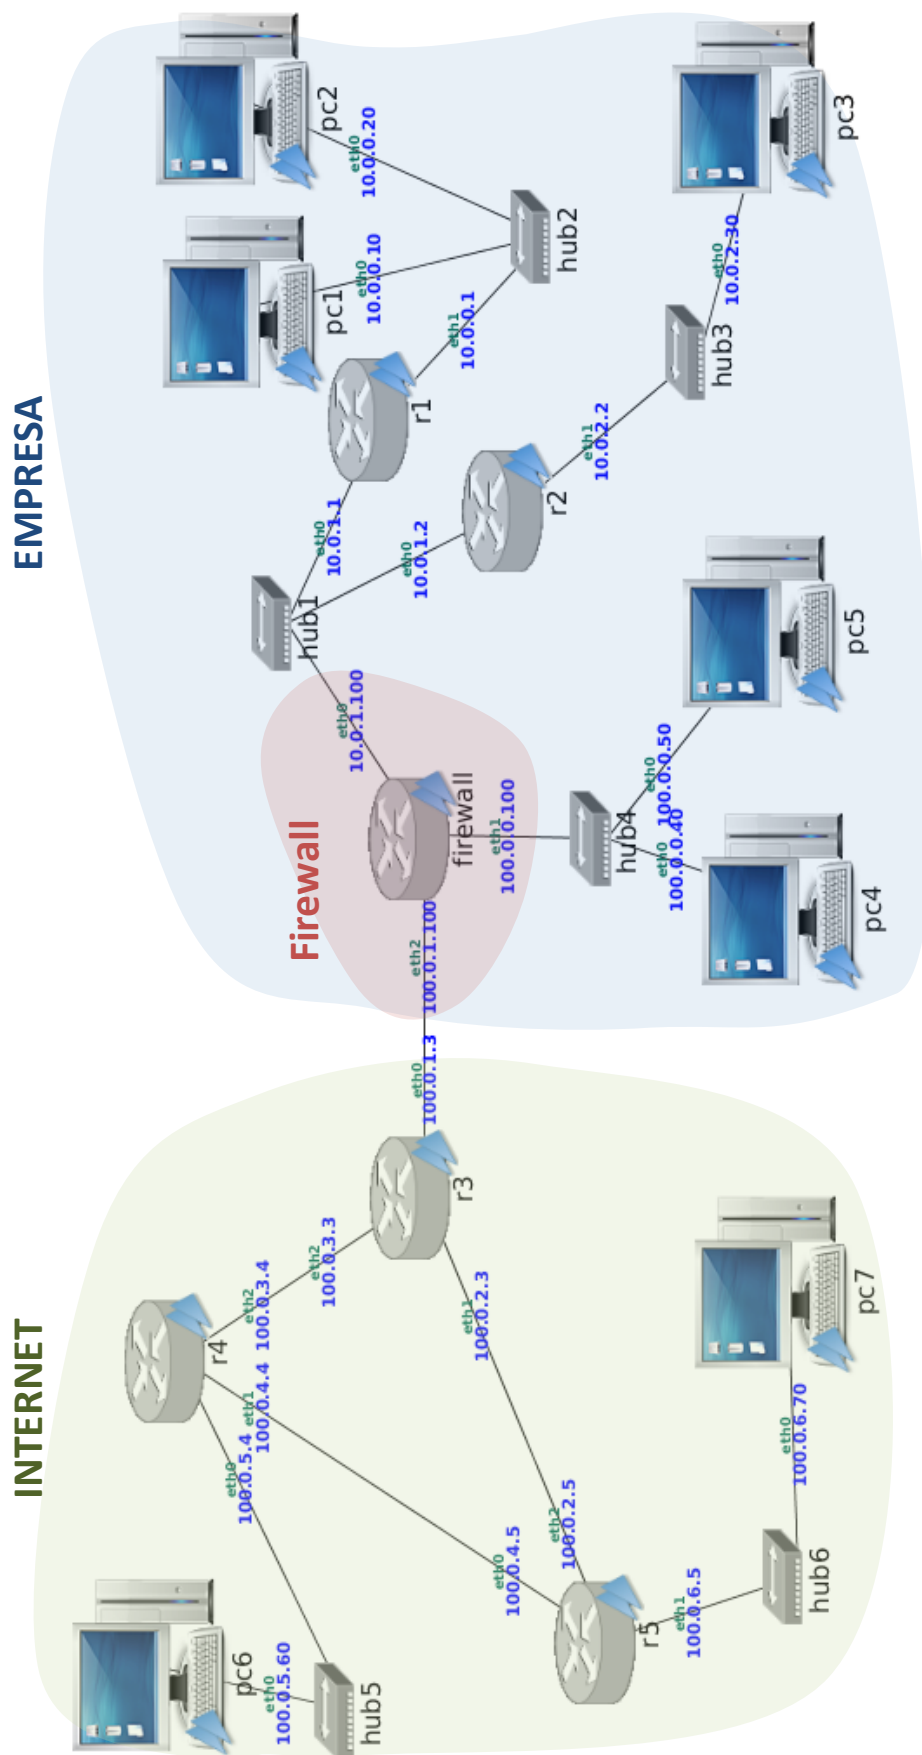 INTERNET
EMPRESA
Firewall
pc6
eth0
100.0.5.60
hub5
eth0
100.0.5.4
r4
eth1
100.0.4.4
eth2
100.0.3.4
eth2
100.0.3.3
r3
eth1
100.0.2.3
eth0
100.0.1.3
eth0
100.0.4.5
eth2
100.0.2.5
r5
eth1
100.0.6.5
hub6
eth0
100.0.6.70
pc7
eth2
100.0.1.100
firewall
eth0
10.0.1.100
eth1
100.0.0.100
hub4
eth0
100.0.0.40
pc4
eth0
100.0.0.50
pc5
hub1
eth0
10.0.1.1
r1
eth1
10.0.0.1
eth0
10.0.1.2
r2
eth1
10.0.2.2
hub3
eth0
10.0.2.30
pc3
hub2
eth0
10.0.0.10
pc1
eth0
10.0.0.20
pc2